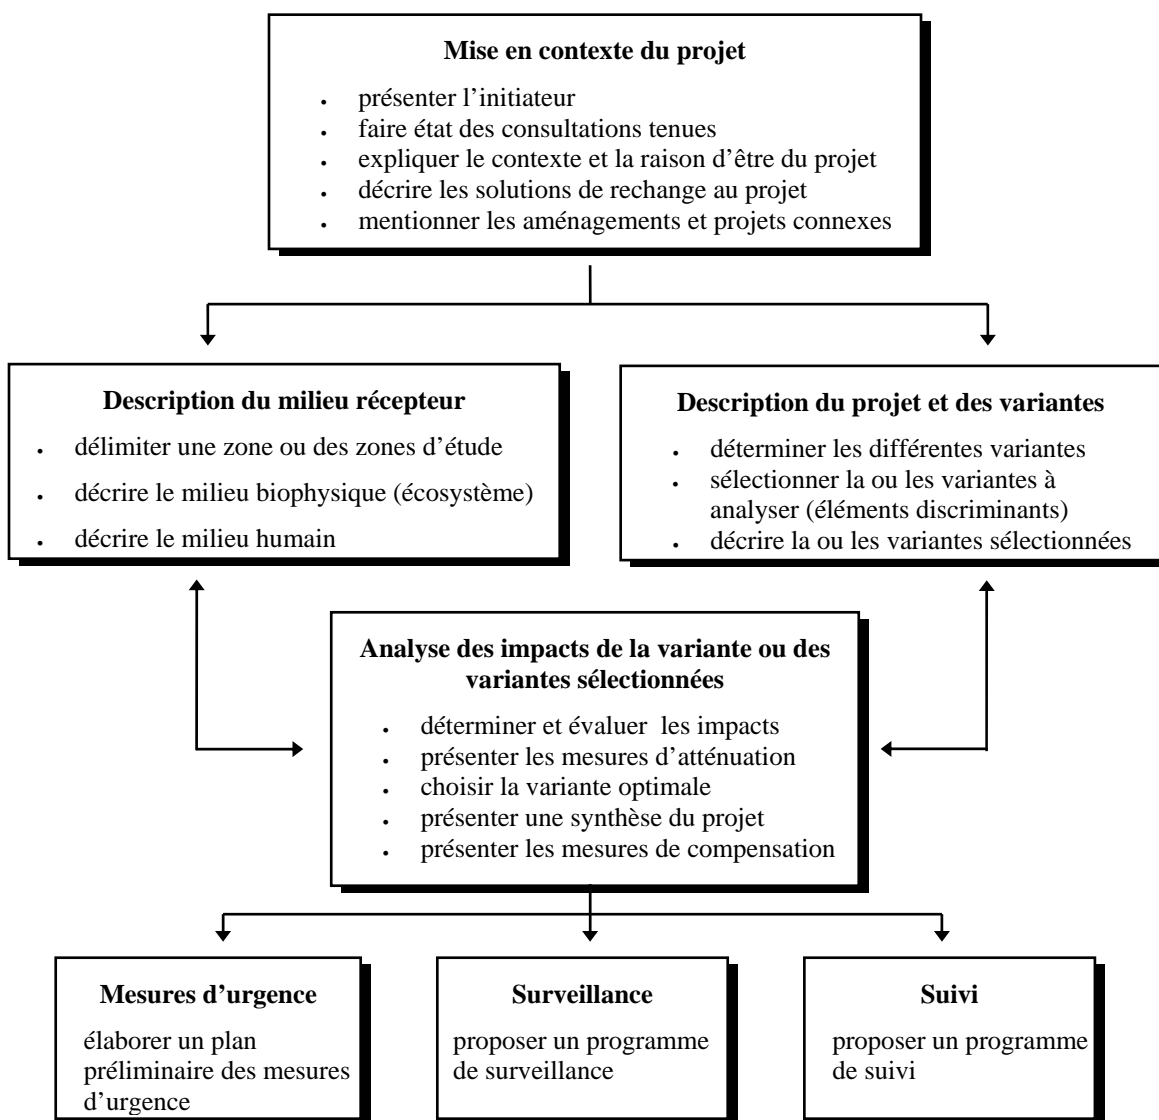 Mise en contexte du projet
• présenter l’initiateur
• faire état des consultations tenues
• expliquer le contexte et la raison d’être du projet
• décrire les solutions de rechange au projet
• mentionner les aménagements et projets connexes
Description du milieu récepteur
• délimiter une zone ou des zones d’étude
• décrire le milieu biophysique (écosystème)
• décrire le milieu humain
Description du projet et des variantes
• déterminer les différentes variantes
• sélectionner la ou les variantes à
analyser (éléments discriminants)
• décrire la ou les variantes sélectionnées
Analyse des impacts de la variante ou des
variantes sélectionnées
• déterminer et évaluer les impacts
• présenter les mesures d’atténuation
• choisir la variante optimale
• présenter une synthèse du projet
• présenter les mesures de compensation
Mesures d’urgence
élaborer un plan
préliminaire des mesures
d’urgence
Surveillance
proposer un programme
de surveillance
Suivi
proposer un programme
de suivi